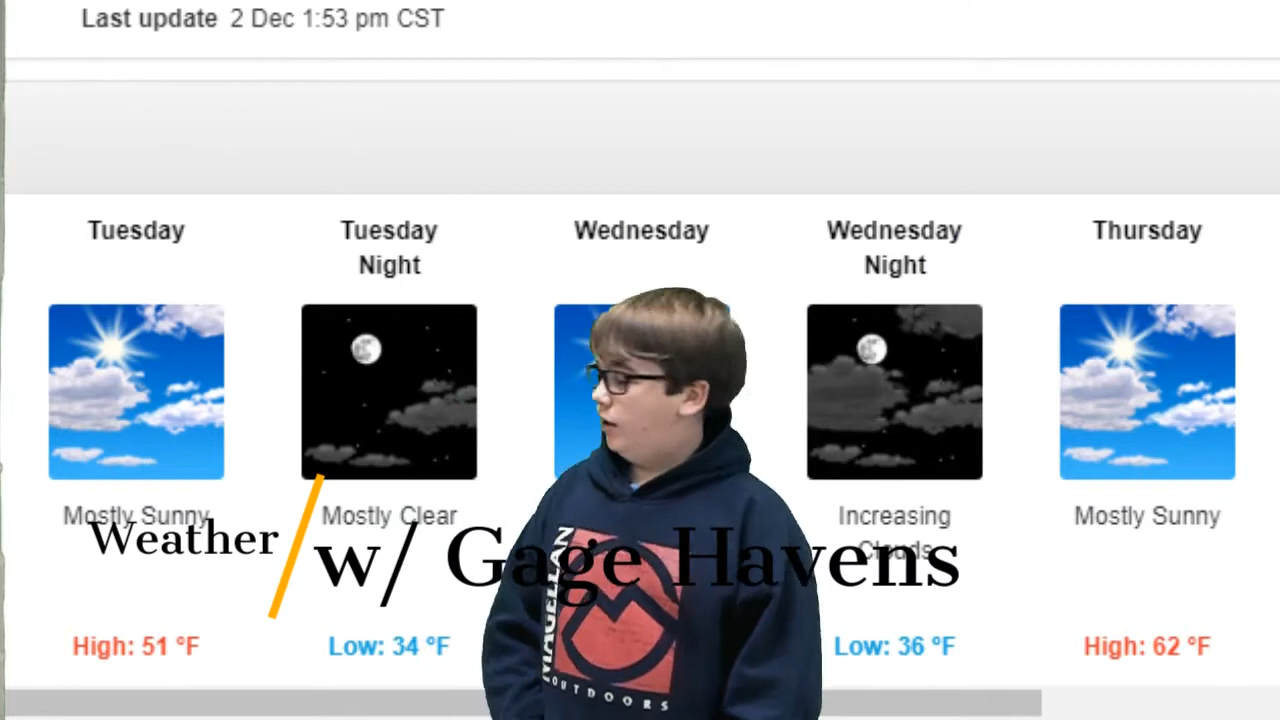 Last update 2 Dec 1:53 pm CST
Tuesday
Tuesday
Night
Wednesday
Wednesday
Night
Thursday
Mostly Sunny
Mostly Clear
Increasing
Clouds
Mostly Sunny
Weather
w/ Gage Havens
High: 51 °F
Low: 34 °F
Low: 36 °F
High: 62 °F
MAGELLAN
OUTDOORS